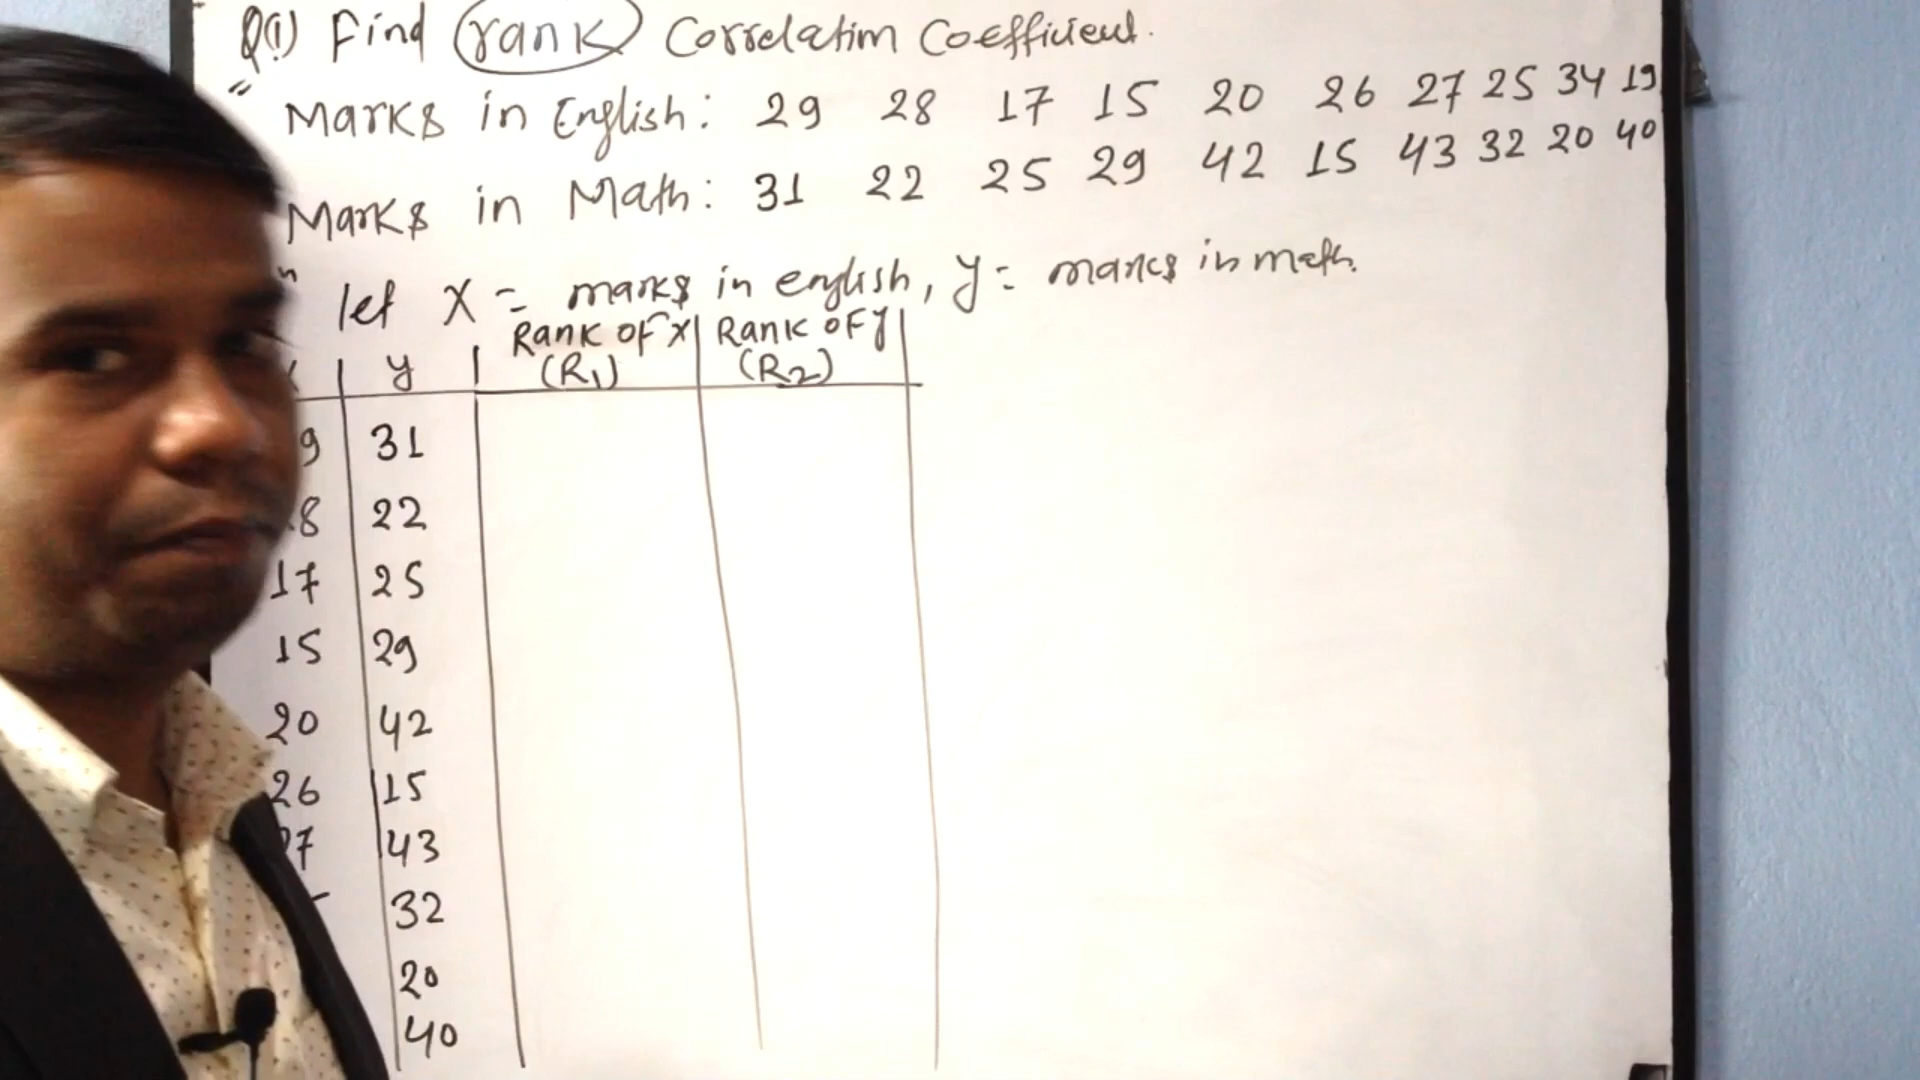 Q(1) Find rank Correlation Coefficient.
Marks in English: 29 28 17 15 20 26 27 25 34 19
Marks in Math: 31 22 25 29 42 15 43 32 20 40
let X = marks in english, y = marks in math.
y Rank of x (R1) Rank of y (R2)
9 31
8 22
17 25
15 29
20 42
26 15
27 43
32
20
40